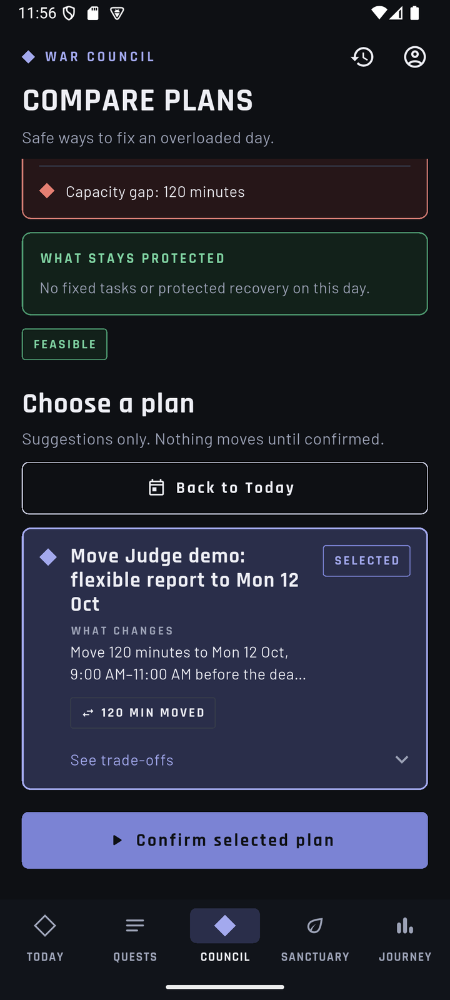 11:56
WAR COUNCIL
COMPARE PLANS
Safe ways to fix an overloaded day.
Capacity gap: 120 minutes
WHAT STAYS PROTECTED
No fixed tasks or protected recovery on this day.
FEASIBLE
Choose a plan
Suggestions only. Nothing moves until confirmed.
Back to Today
Move Judge demo:
flexible report to Mon 12
Oct
SELECTED
WHAT CHANGES
Move 120 minutes to Mon 12 Oct,
9:00 AM–11:00 AM before the dea...
120 MIN MOVED
See trade-offs
Confirm selected plan
TODAY
QUESTS
COUNCIL
SANCTUARY
JOURNEY